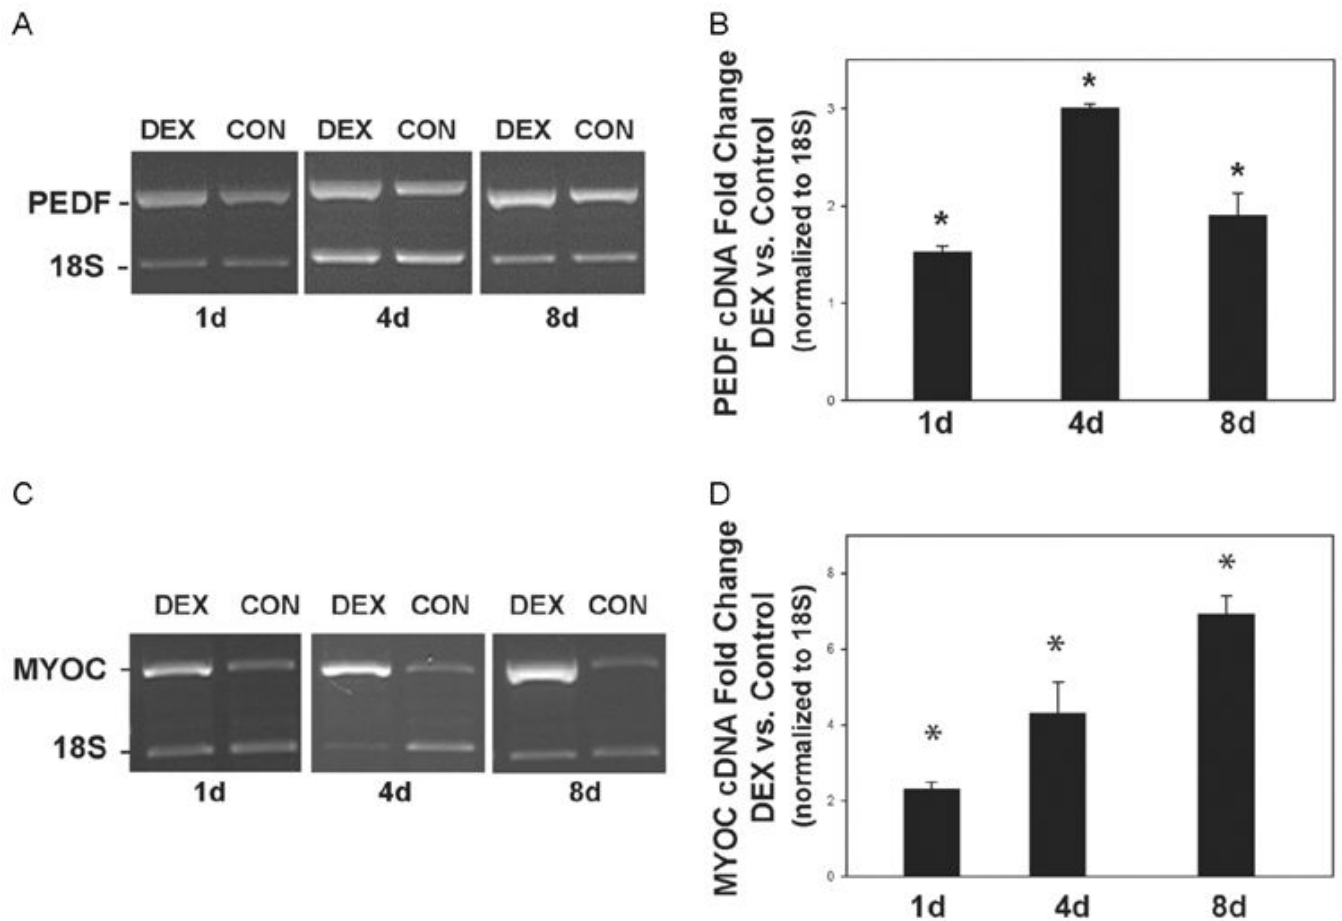 A
DEX CON DEX CON DEX CON
PEDF -
18S -
1d 4d 8d
B
PEDF cDNA Fold Change
DEX vs. Control
(normalized to 18S)
3
2
1
0
*
*
*
1d 4d 8d
C
DEX CON DEX CON DEX CON
MYOC -
18S -
1d 4d 8d
D
MYOC cDNA Fold Change
DEX vs. Control
(normalized to 18S)
8
6
4
2
0
*
*
*
1d 4d 8d